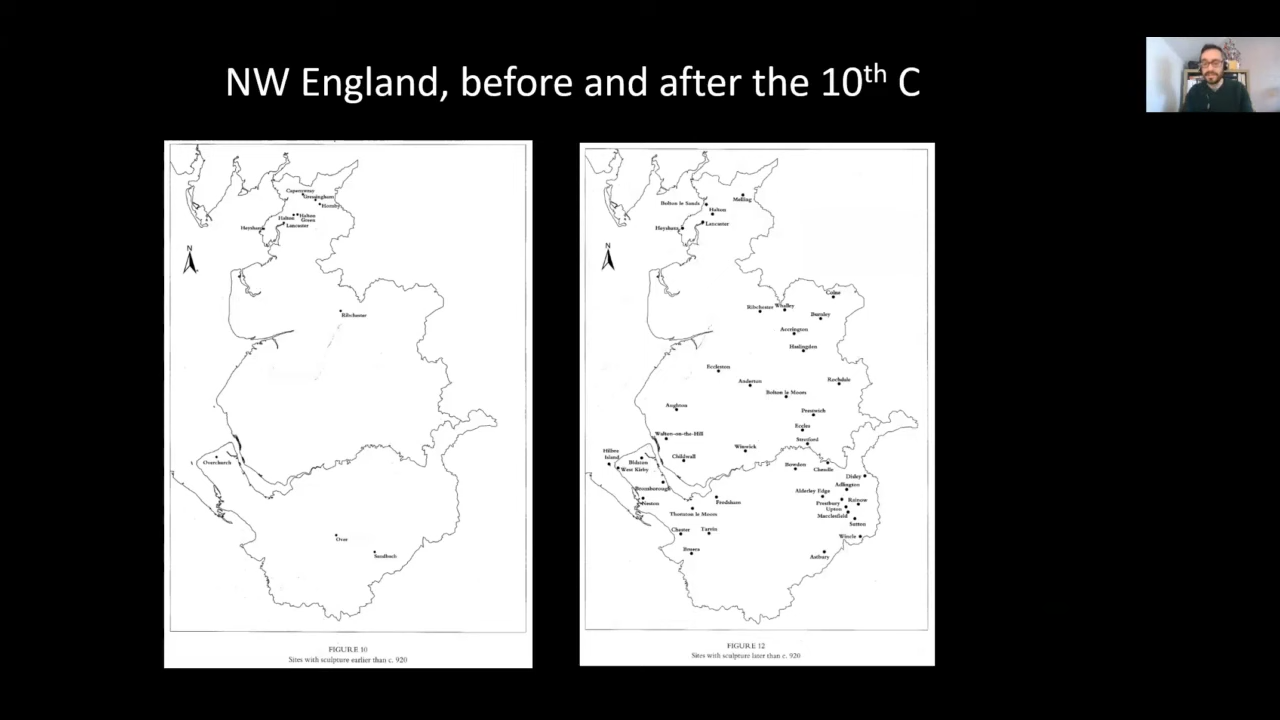 NW England, before and after the 10th C
Capernwray
Gressingham
Hornby
Halton
Halton
Green
Lancaster
Heysham
N
Ribchester
Overchurch
Over
Sandbach
FIGURE 10
Sites with sculpture earlier than c. 920
Melling
Bolton le Sands
Halton
Lancaster
Heysham
N
Colne
Ribchester
Whalley
Burnley
Accrington
Haslingden
Eccleston
Anderton
Rochdale
Bolton le Moors
Aughton
Prestwich
Eccles
Walton-on-the-Hill
Stretford
Winwick
Hilbre
Island
Bidston
Childwall
West Kirby
Bowdon
Cheadle
Disley
Bromborough
Adlington
Alderley Edge
Neston
Frodsham
Prestbury
Rainow
Upton
Thornton le Moors
Macclesfield
Sutton
Chester
Tarvin
Wincle
Bruera
Astbury
FIGURE 12
Sites with sculpture later than c. 920